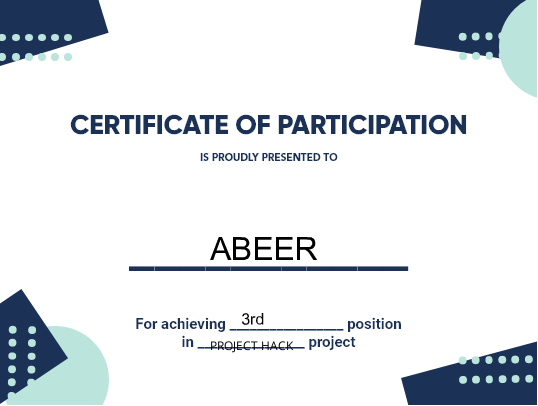 CERTIFICATE OF PARTICIPATION
IS PROUDLY PRESENTED TO
ABEER
For achieving 3rd position
in PROJECT HACK project